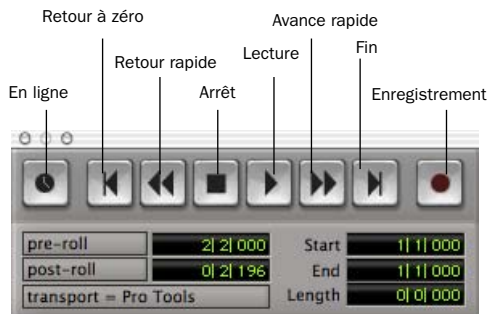 Retour à zéro
Avance rapide
Retour rapide
Lecture
Fin
En ligne
Arrêt
Enregistrement
pre-roll 2| 2| 000
Start 1| 1| 000
post-roll 0| 2| 196
End 1| 1| 000
transport = Pro Tools
Length 0| 0| 000